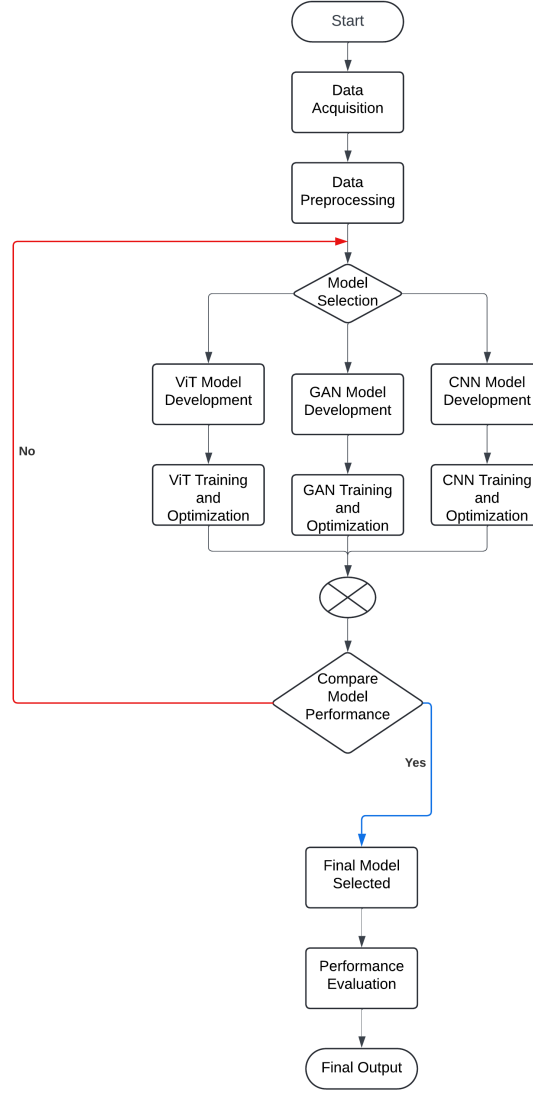 Start
Data
Acquisition
Data
Preprocessing
Model
Selection
ViT Model
Development
GAN Model
Development
CNN Model
Development
No
ViT Training
and
Optimization
GAN Training
and
Optimization
CNN Training
and
Optimization
Compare
Model
Performance
Yes
Final Model
Selected
Performance
Evaluation
Final Output